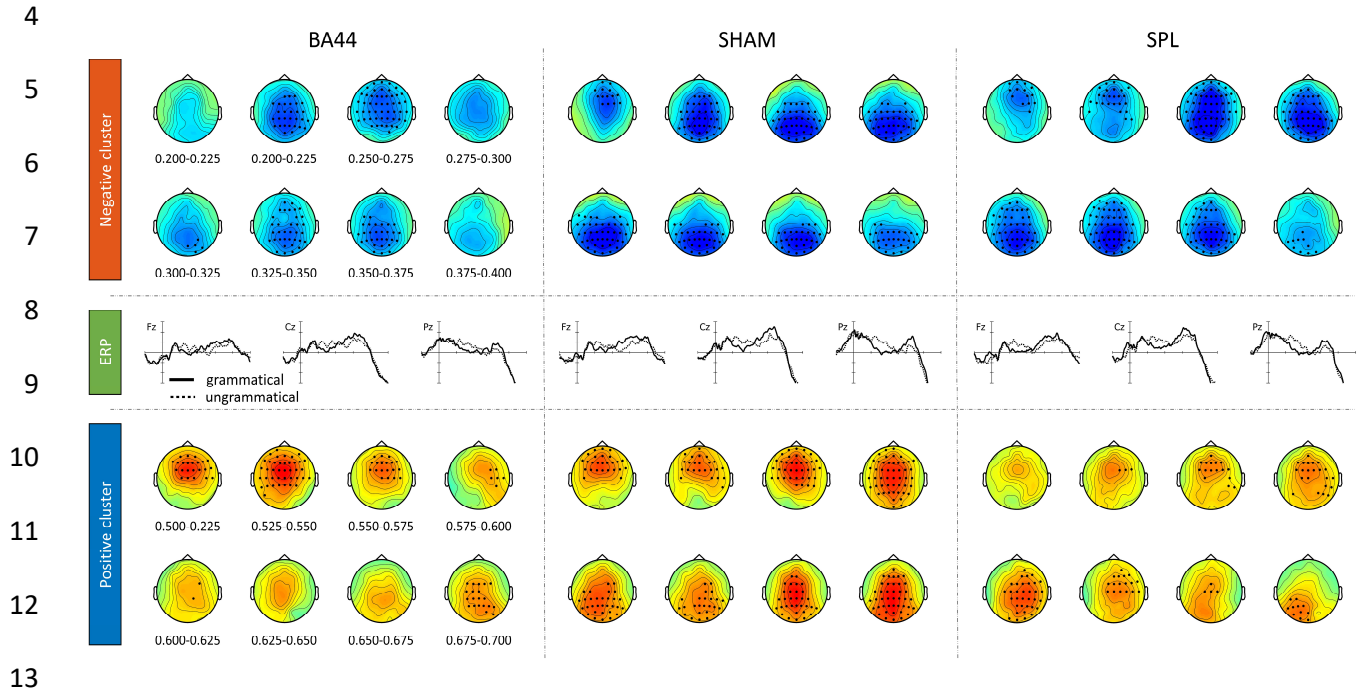 4
BA44 SHAM SPL
5
Negative cluster
0.200-0.225 0.200-0.225 0.250-0.275 0.275-0.300
6
7
0.300-0.325 0.325-0.350 0.350-0.375 0.375-0.400
8
ERP
Fz Cz Pz Fz Cz Pz Fz Cz Pz
grammatical
9
ungrammatical
Positive cluster
10
0.500-0.225 0.525-0.550 0.550-0.575 0.575-0.600
11
12
0.600-0.625 0.625-0.650 0.650-0.675 0.675-0.700
13